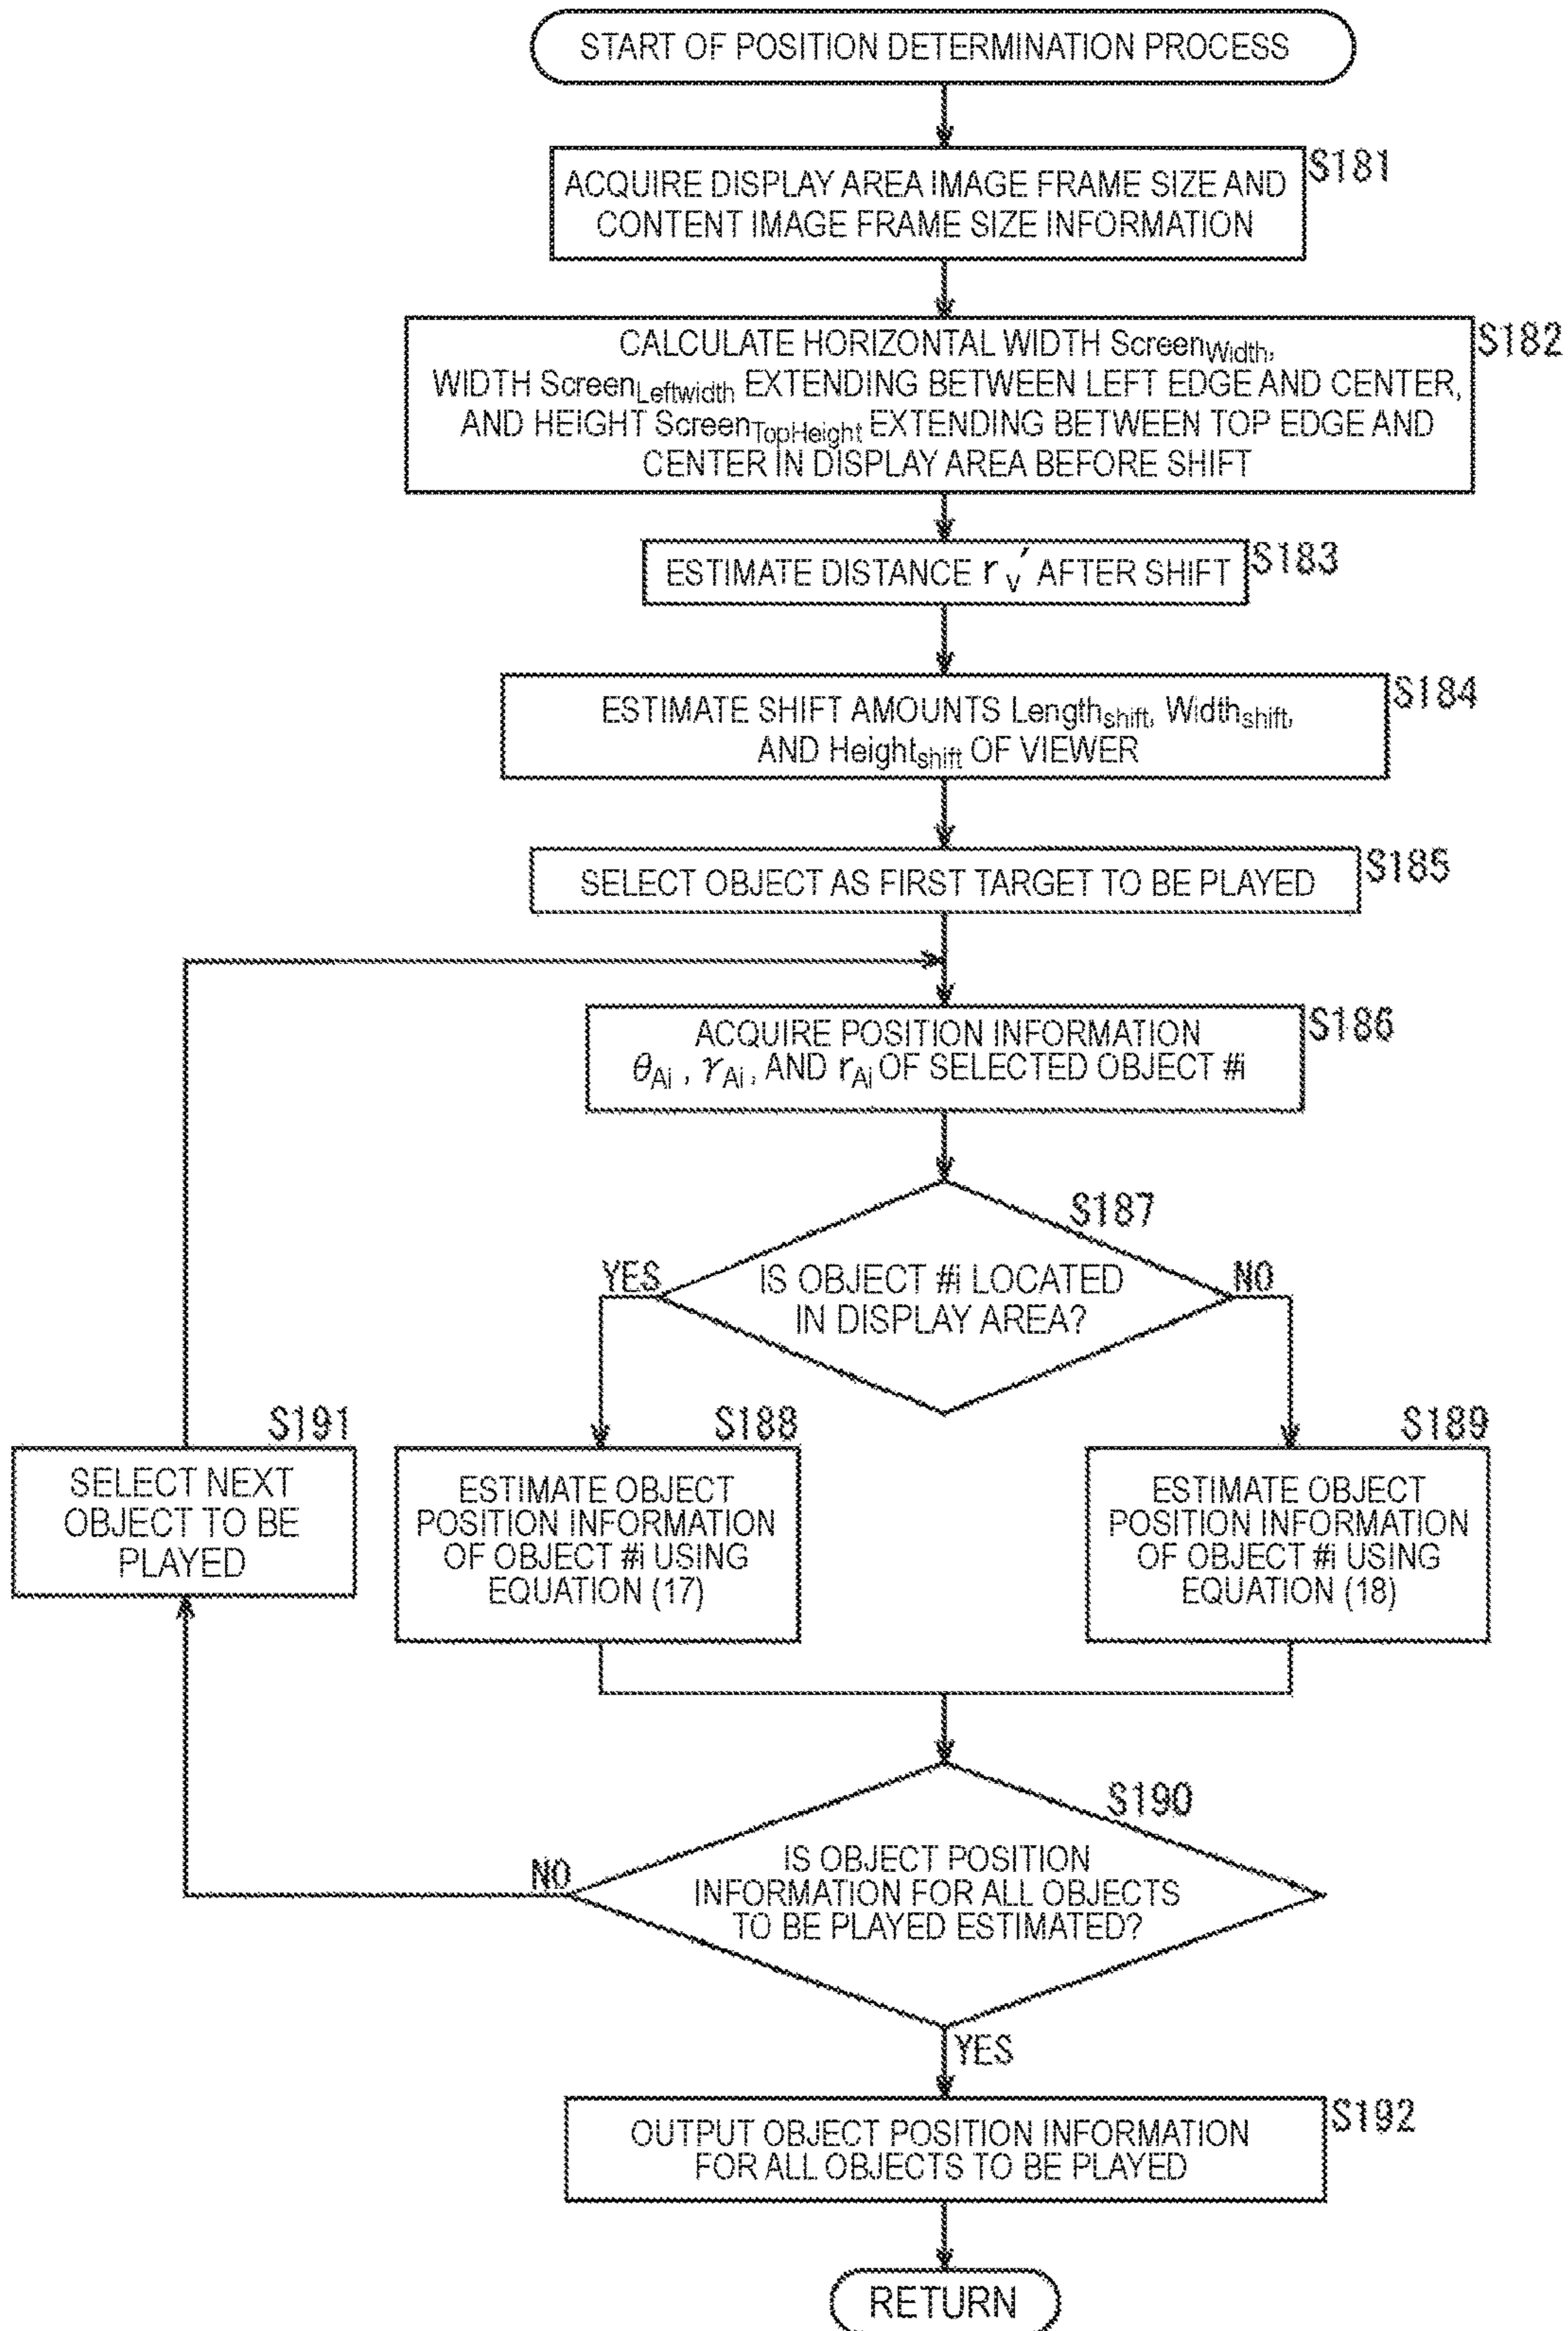 START OF POSITION DETERMINATION PROCESS
S181
ACQUIRE DISPLAY AREA IMAGE FRAME SIZE AND
CONTENT IMAGE FRAME SIZE INFORMATION
S182
CALCULATE HORIZONTAL WIDTH ScreenWidth,
WIDTH ScreenLeftwidth EXTENDING BETWEEN LEFT EDGE AND CENTER,
AND HEIGHT ScreenTopHeight EXTENDING BETWEEN TOP EDGE AND
CENTER IN DISPLAY AREA BEFORE SHIFT
S183
ESTIMATE DISTANCE rv′ AFTER SHIFT
S184
ESTIMATE SHIFT AMOUNTS Lengthshift, Widthshift,
AND Heightshift OF VIEWER
S185
SELECT OBJECT AS FIRST TARGET TO BE PLAYED
S186
ACQUIRE POSITION INFORMATION
θAi , γAi , AND rAi OF SELECTED OBJECT #i
S187
YES
IS OBJECT #i LOCATED
IN DISPLAY AREA?
NO
S191
SELECT NEXT
OBJECT TO BE
PLAYED
S188
ESTIMATE OBJECT
POSITION INFORMATION
OF OBJECT #i USING
EQUATION (17)
S189
ESTIMATE OBJECT
POSITION INFORMATION
OF OBJECT #i USING
EQUATION (18)
S190
NO
IS OBJECT POSITION
INFORMATION FOR ALL OBJECTS
TO BE PLAYED ESTIMATED?
YES
S192
OUTPUT OBJECT POSITION INFORMATION
FOR ALL OBJECTS TO BE PLAYED
RETURN